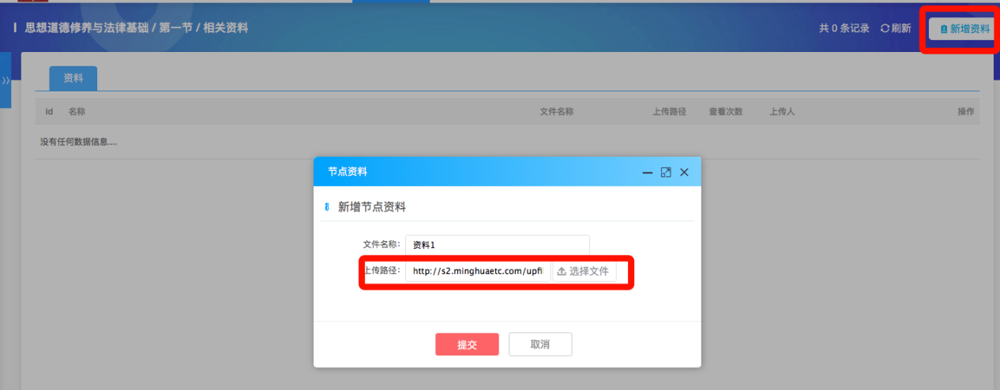 思想道德修养与法律基础 / 第一节 / 相关资料
共 0 条记录 刷新 新增资料
》
资料
id 名称 文件名称 上传路径 查看次数 上传人 操作
没有任何数据信息....
节点资料
新增节点资料
文件名称: 资料1
上传路径: http://s2.minghuaetc.com/upfi 选择文件
提交 取消